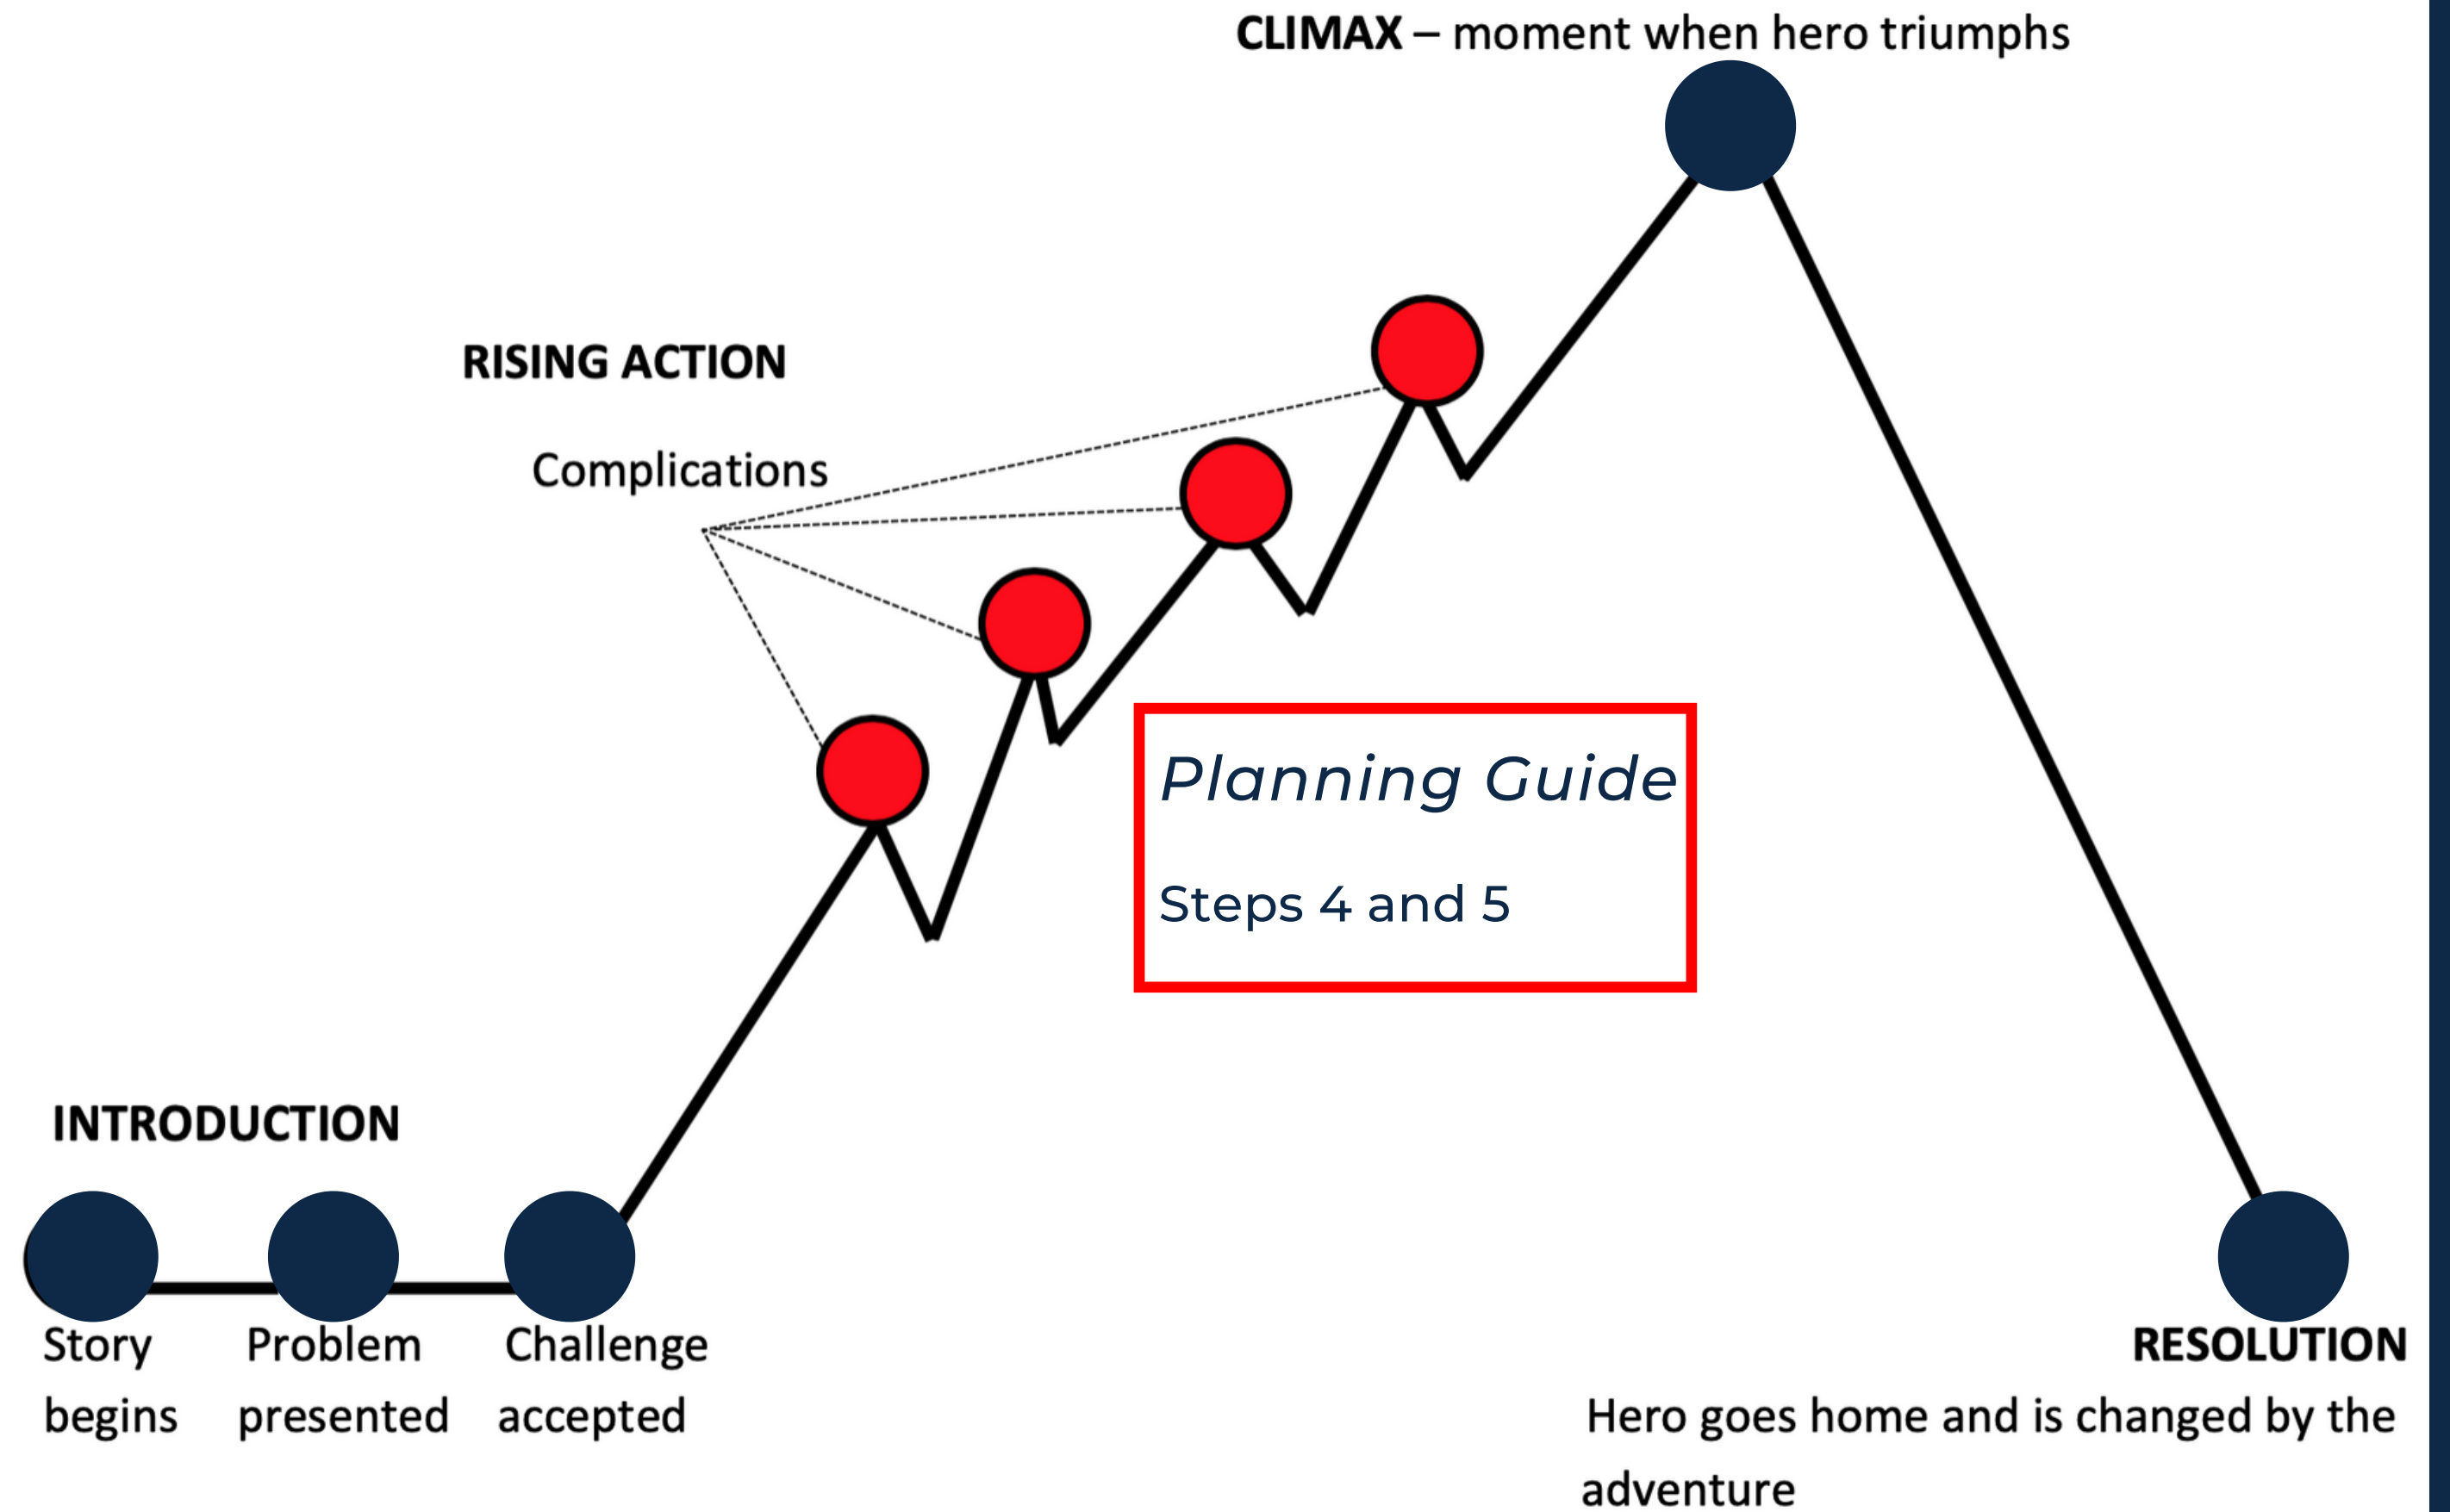 CLIMAX – moment when hero triumphs
RISING ACTION
Complications
Planning Guide
Steps 4 and 5
INTRODUCTION
Story
begins
Problem
presented
Challenge
accepted
RESOLUTION
Hero goes home and is changed by the
adventure